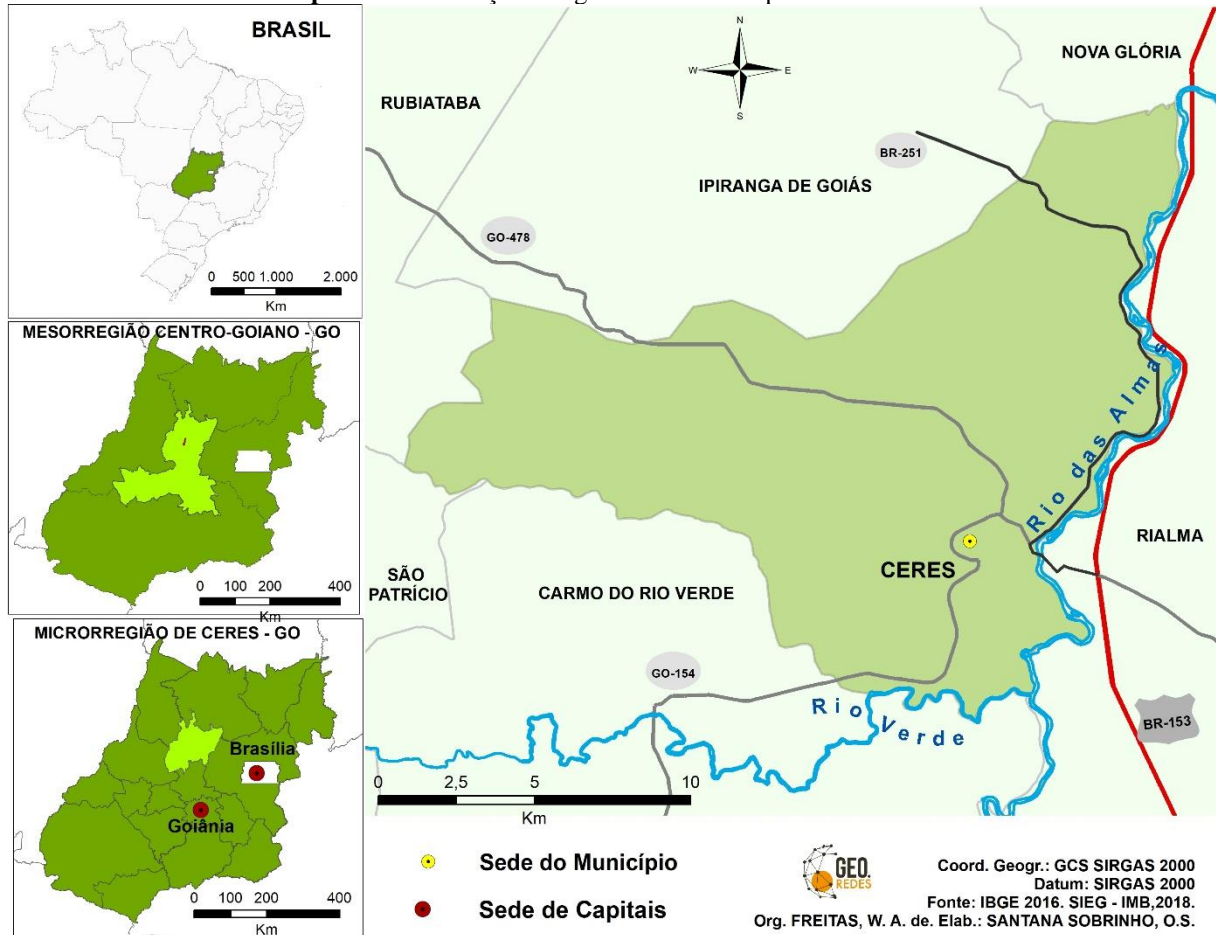 BRASIL
0 500 1.000 2.000
Km
MESORREGIÃO CENTRO-GOIANO - GO
0 100 200 400
Km
MICRORREGIÃO DE CERES - GO
Brasília
Goiânia
0 100 200 400
Km
N
W E
S
NOVA GLÓRIA
RUBIATABA
BR-251
IPIRANGA DE GOIÁS
GO-478
Rio das Almas
RIALMA
CERES
SÃO
PATRÍCIO
CARMO DO RIO VERDE
GO-154
Rio
Verde
BR-153
0 2,5 5 10
Km
Sede do Município
Sede de Capitais
GEO.
REDES
Coord. Geogr.: GCS SIRGAS 2000
Datum: SIRGAS 2000
Fonte: IBGE 2016. SIEG - IMB,2018.
Org. FREITAS, W. A. de. Elab.: SANTANA SOBRINHO, O.S.